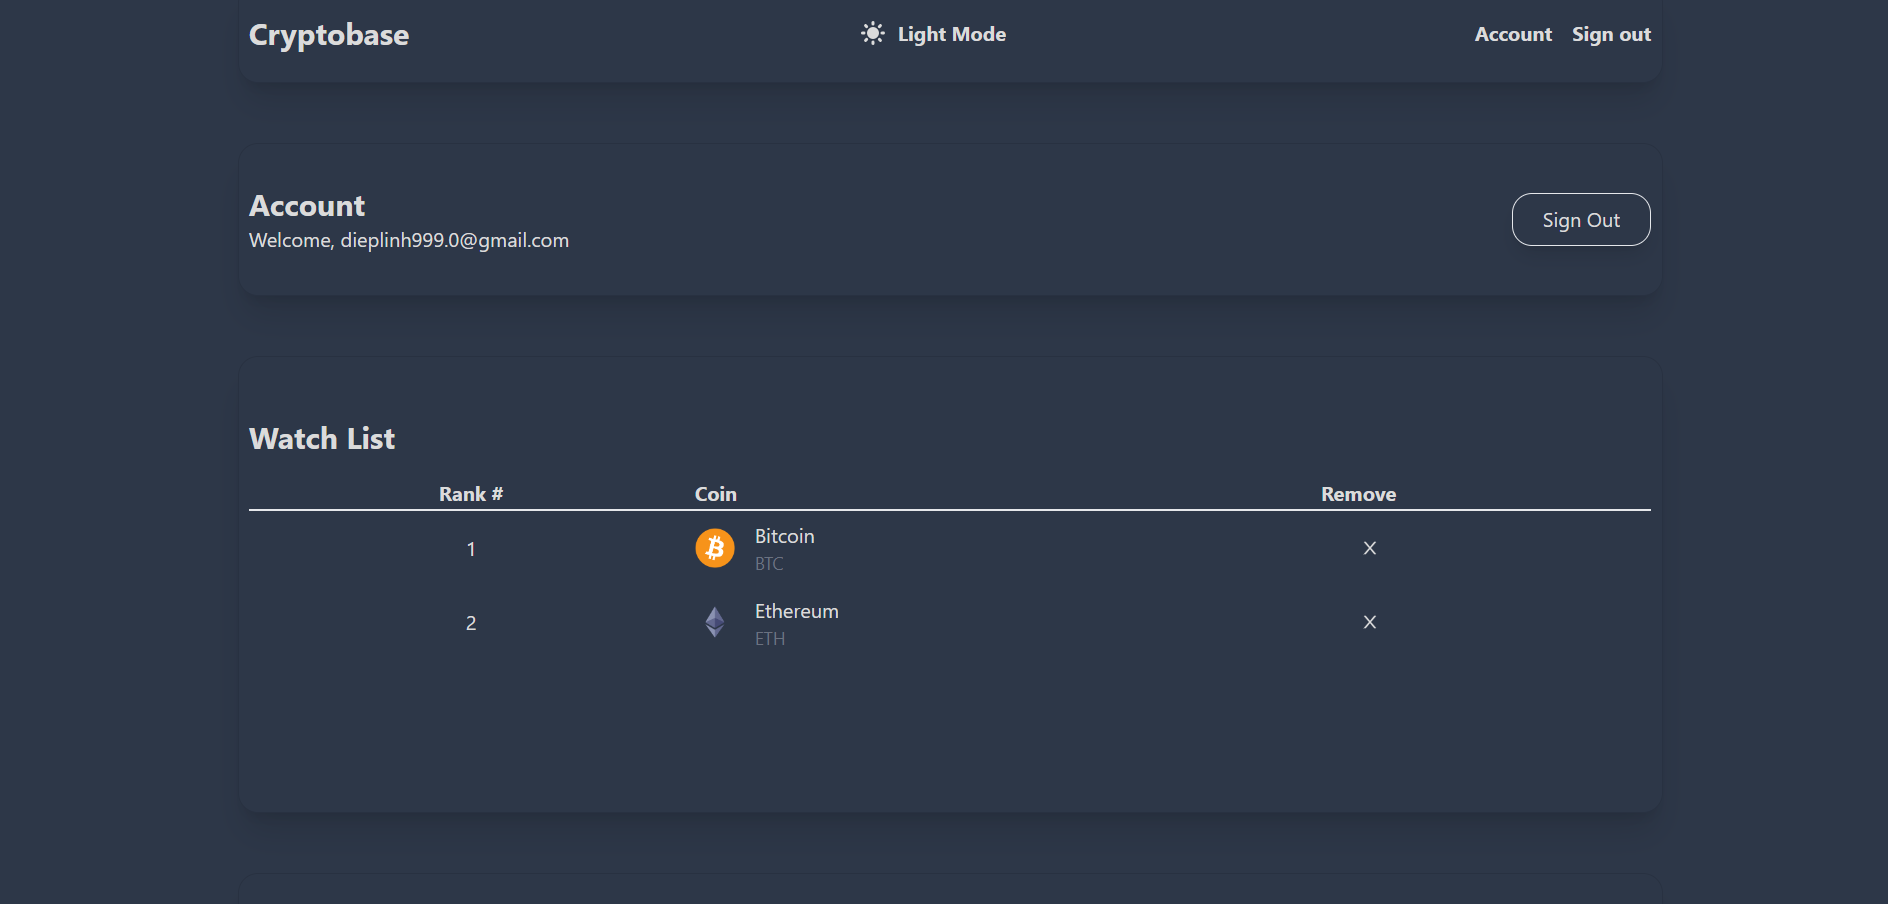 Cryptobase
Light Mode
Account Sign out
Account
Welcome, dieplinh999.0@gmail.com
Sign Out
Watch List
Rank # Coin Remove
1 Bitcoin X
BTC
2 Ethereum X
ETH